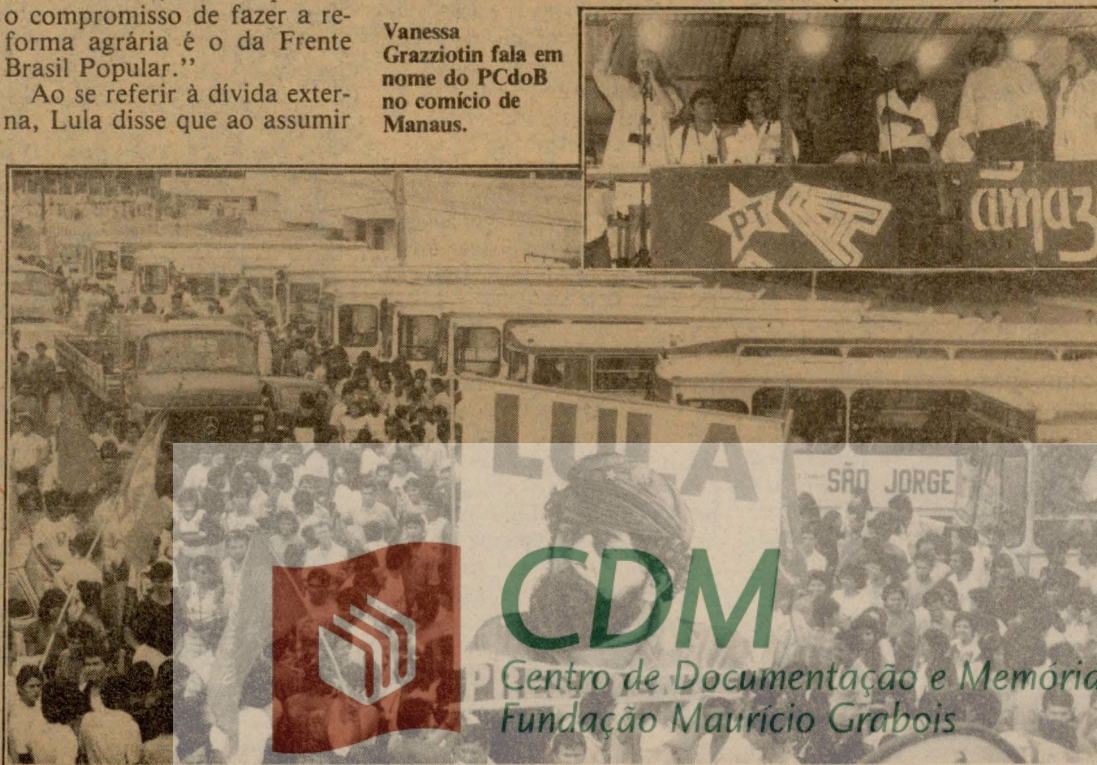 o compromisso de fazer a re-
forma agrária é o da Frente
Brasil Popular.”
Ao se referir à dívida exter-
na, Lula disse que ao assumir
Vanessa
Grazziotin fala em
nome do PCdoB
no comício de
Manaus.
PT
amaz
LULA
SÃO JORGE
CDM
Centro de Documentação e Memória
Fundação Maurício Grabois